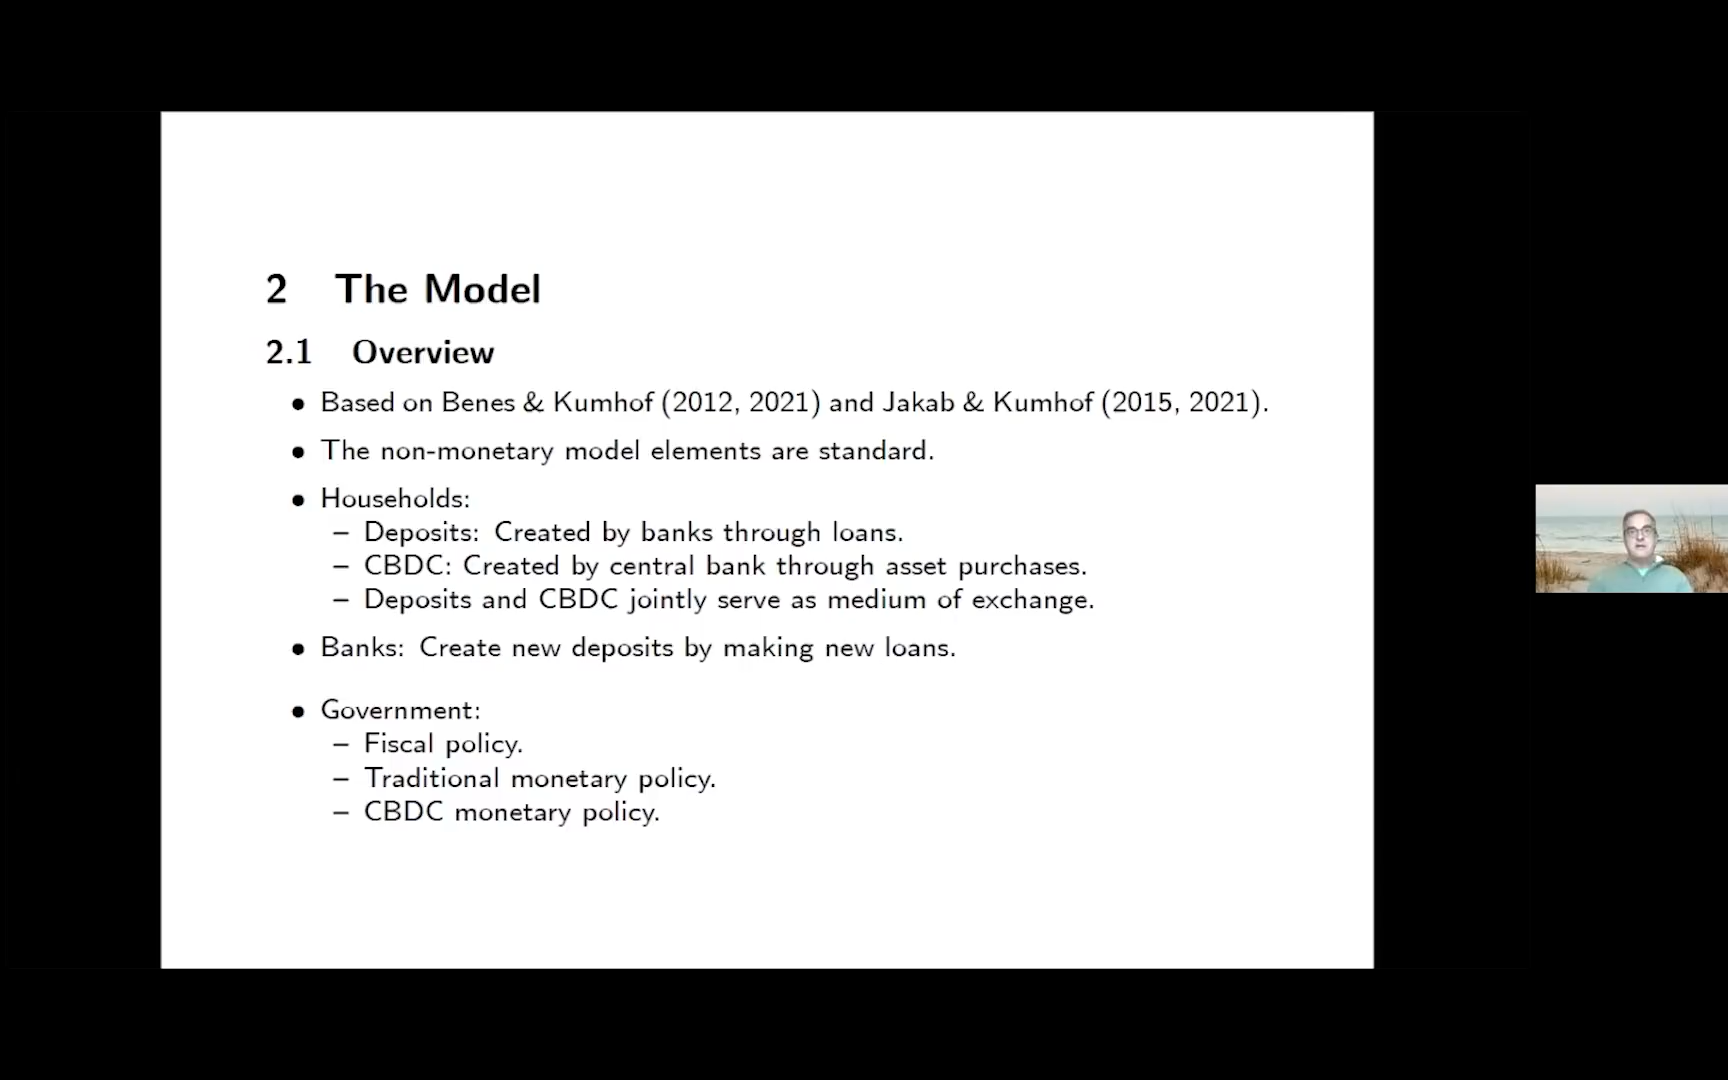 2 The Model
2.1 Overview
• Based on Benes & Kumhof (2012, 2021) and Jakab & Kumhof (2015, 2021).
• The non-monetary model elements are standard.
• Households:
– Deposits: Created by banks through loans.
– CBDC: Created by central bank through asset purchases.
– Deposits and CBDC jointly serve as medium of exchange.
• Banks: Create new deposits by making new loans.
• Government:
– Fiscal policy.
– Traditional monetary policy.
– CBDC monetary policy.